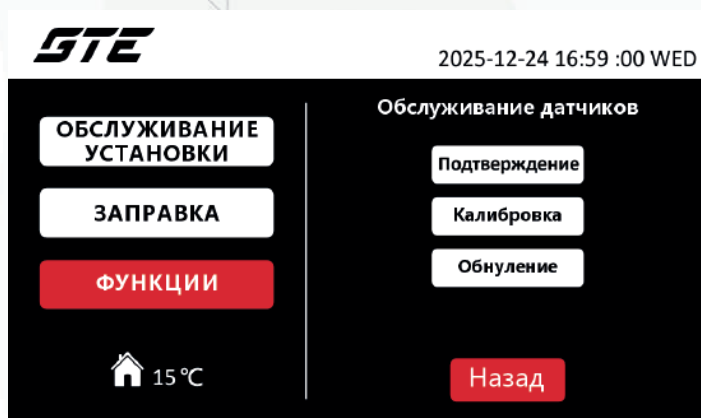 GTE
2025-12-24 16:59 :00 WED
ОБСЛУЖИВАНИЕ
УСТАНОВКИ
ЗАПРАВКА
ФУНКЦИИ
15℃
Обслуживание датчиков
Подтверждение
Калибровка
Обнуление
Назад